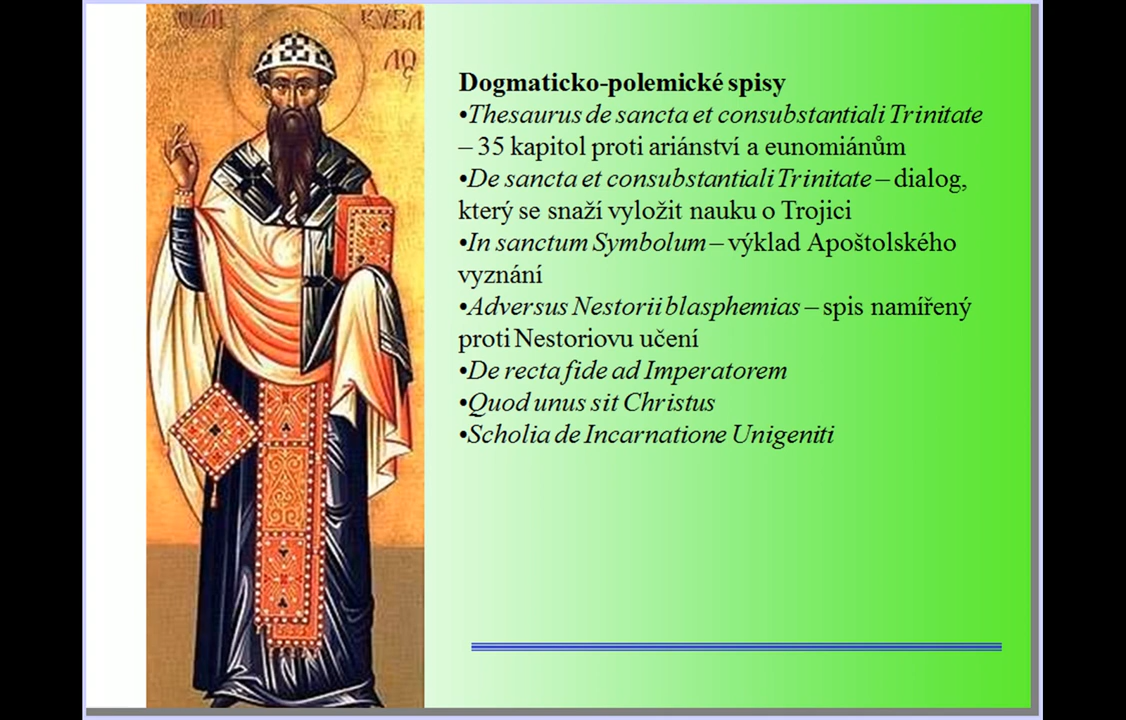 Dogmaticko-polemické spisy
•Thesaurus de sancta et consubstantiali Trinitate
– 35 kapitol proti ariánství a eunomiánům
•De sancta et consubstantiali Trinitate – dialog,
který se snaží vyložit nauku o Trojici
•In sanctum Symbolum – výklad Apoštolského
vyznání
•Adversus Nestorii blasphemias – spis namířený
proti Nestoriovu učení
•De recta fide ad Imperatorem
•Quod unus sit Christus
•Scholia de Incarnatione Unigeniti